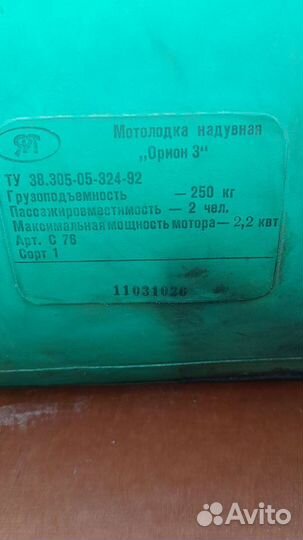 ЯРТ
Мотолодка надувная
„Орион 3"
ТУ 38.305-05-324-92
Грузоподъемность — 250 кг
Пассажировместимость — 2 чел.
Максимальная мощность мотора — 2,2 квт
Арт. С 76
Сорт 1
11031026
Avito